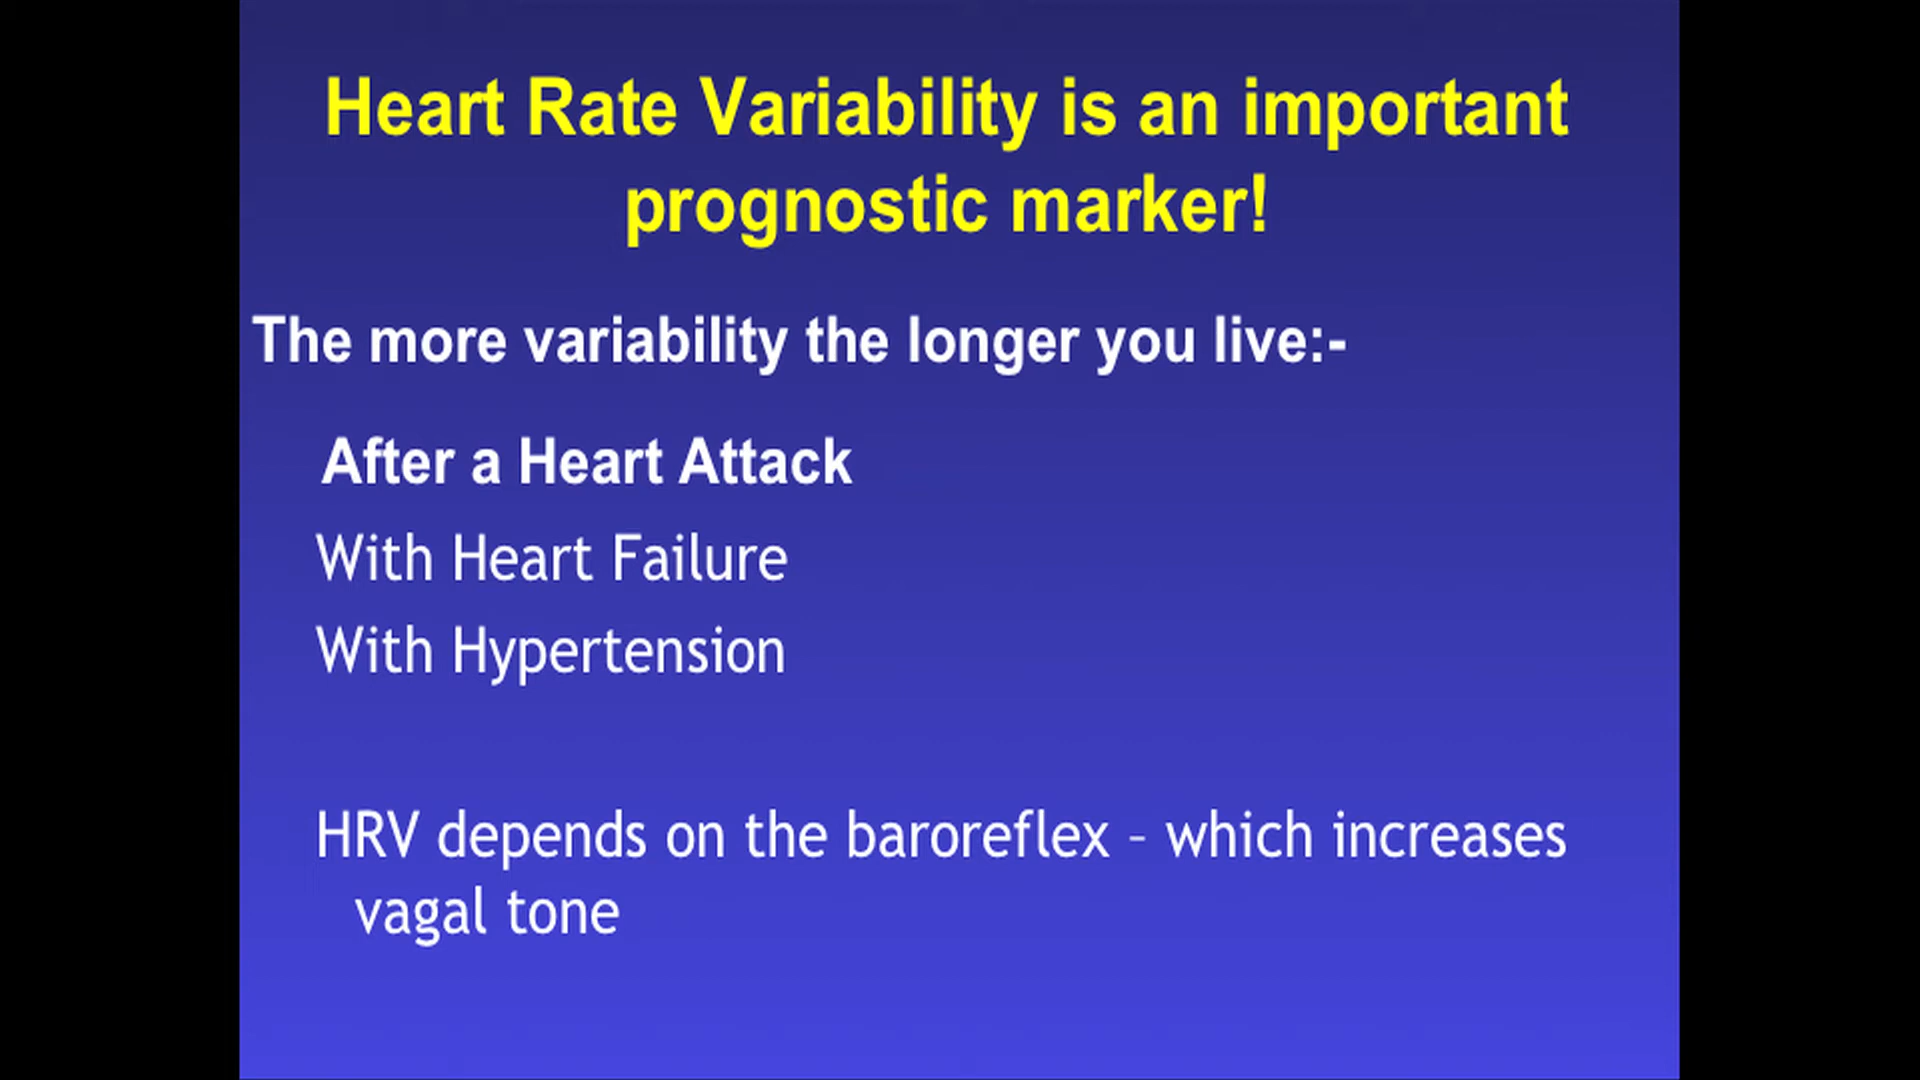 Heart Rate Variability is an important
prognostic marker!
The more variability the longer you live:-
After a Heart Attack
With Heart Failure
With Hypertension
HRV depends on the baroreflex – which increases
vagal tone